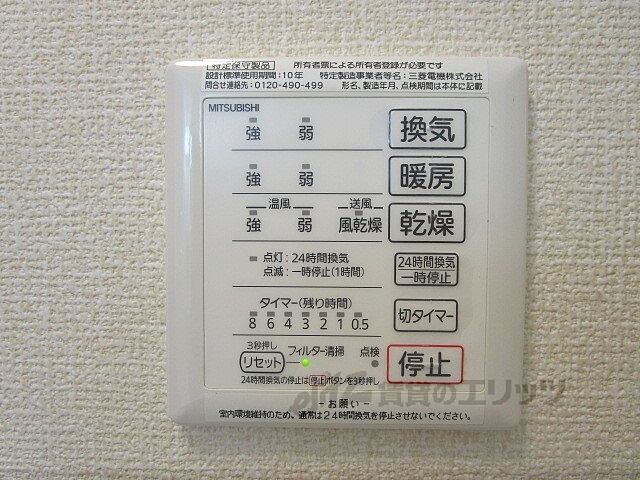 特定保守製品 所有者票による所有者登録が必要です
設計標準使用期間:10年 特定製造事業者等名:三菱電機株式会社
問合せ連絡先:0120-490-499 形名、製造年月、点検期間は本体に記載
MITSUBISHI
強 弱 換気
強 弱 暖房
温風 送風
強 弱 風乾燥 乾燥
点灯:24時間換気
点滅:一時停止(1時間)
24時間換気
一時停止
タイマー(残り時間)
8 6 4 3 2 1 0.5
切タイマー
3秒押し
リセット フィルター清掃 点検 停止
24時間換気の停止は停止ボタンを3秒押し
賃貸のエリッツ
-お願い-
室内環境維持のため、通常は24時間換気を停止させないでください。